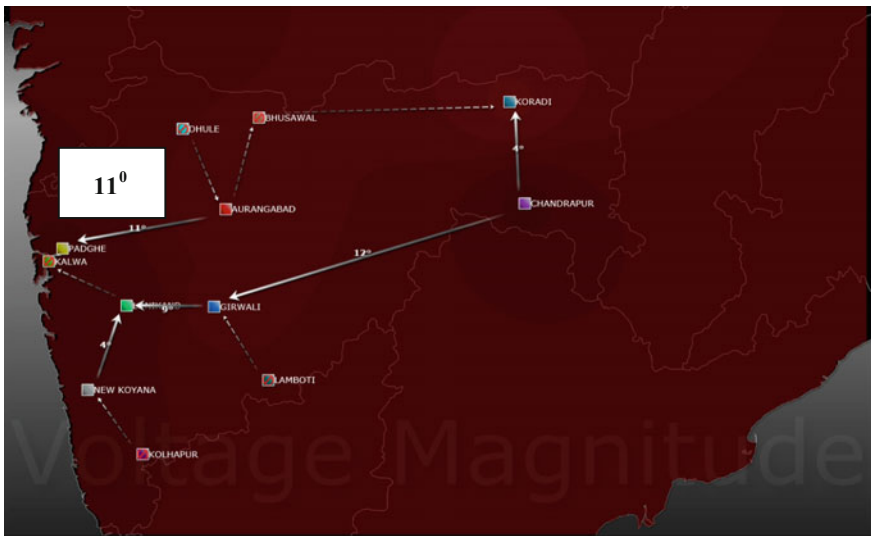 KORADI
BHUSAWAL
DHULE
11⁰
CHANDRAPUR
4°
AURANGABAD
11°
PADGHE
KALWA
12°
GIRWALI
9°
4°
LAMBOTI
NEW KOYANA
KOLHAPUR
Voltage Magnitude